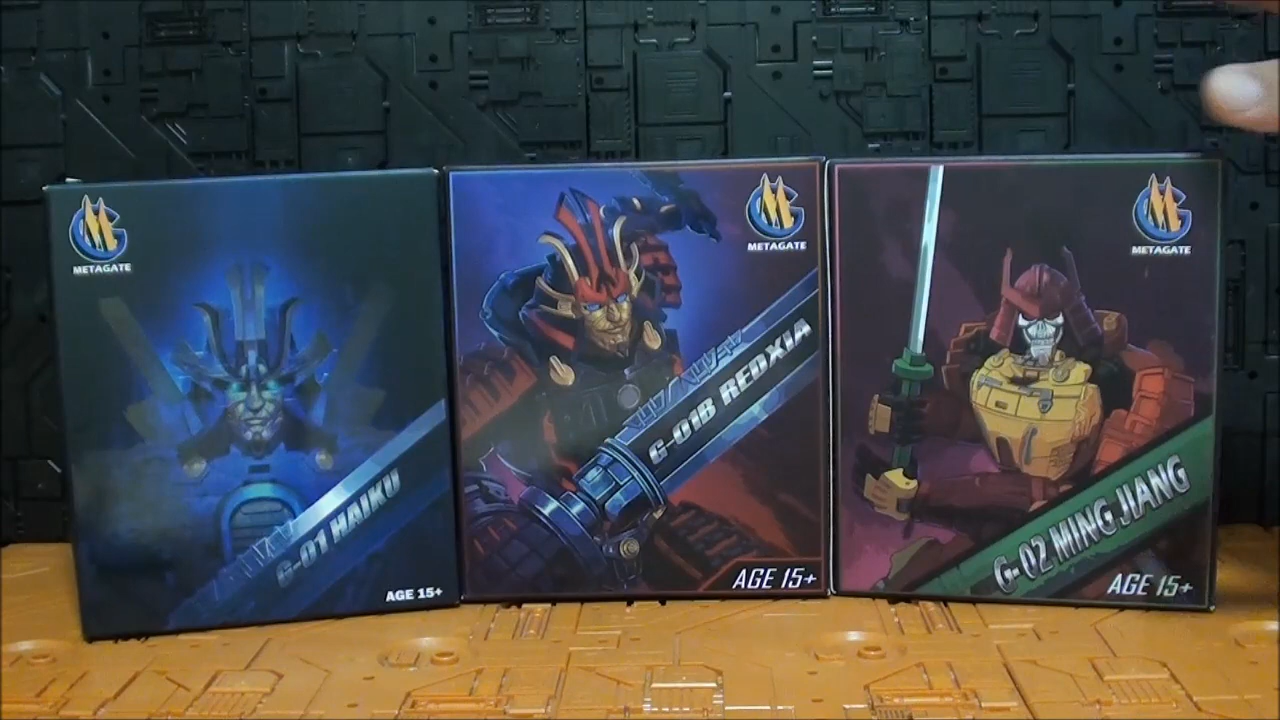 METAGATE
G-01 HAIKU
AGE 15+
METAGATE
G-01B REDXIA
AGE 15+
METAGATE
G-02 MING JIANG
AGE 15+